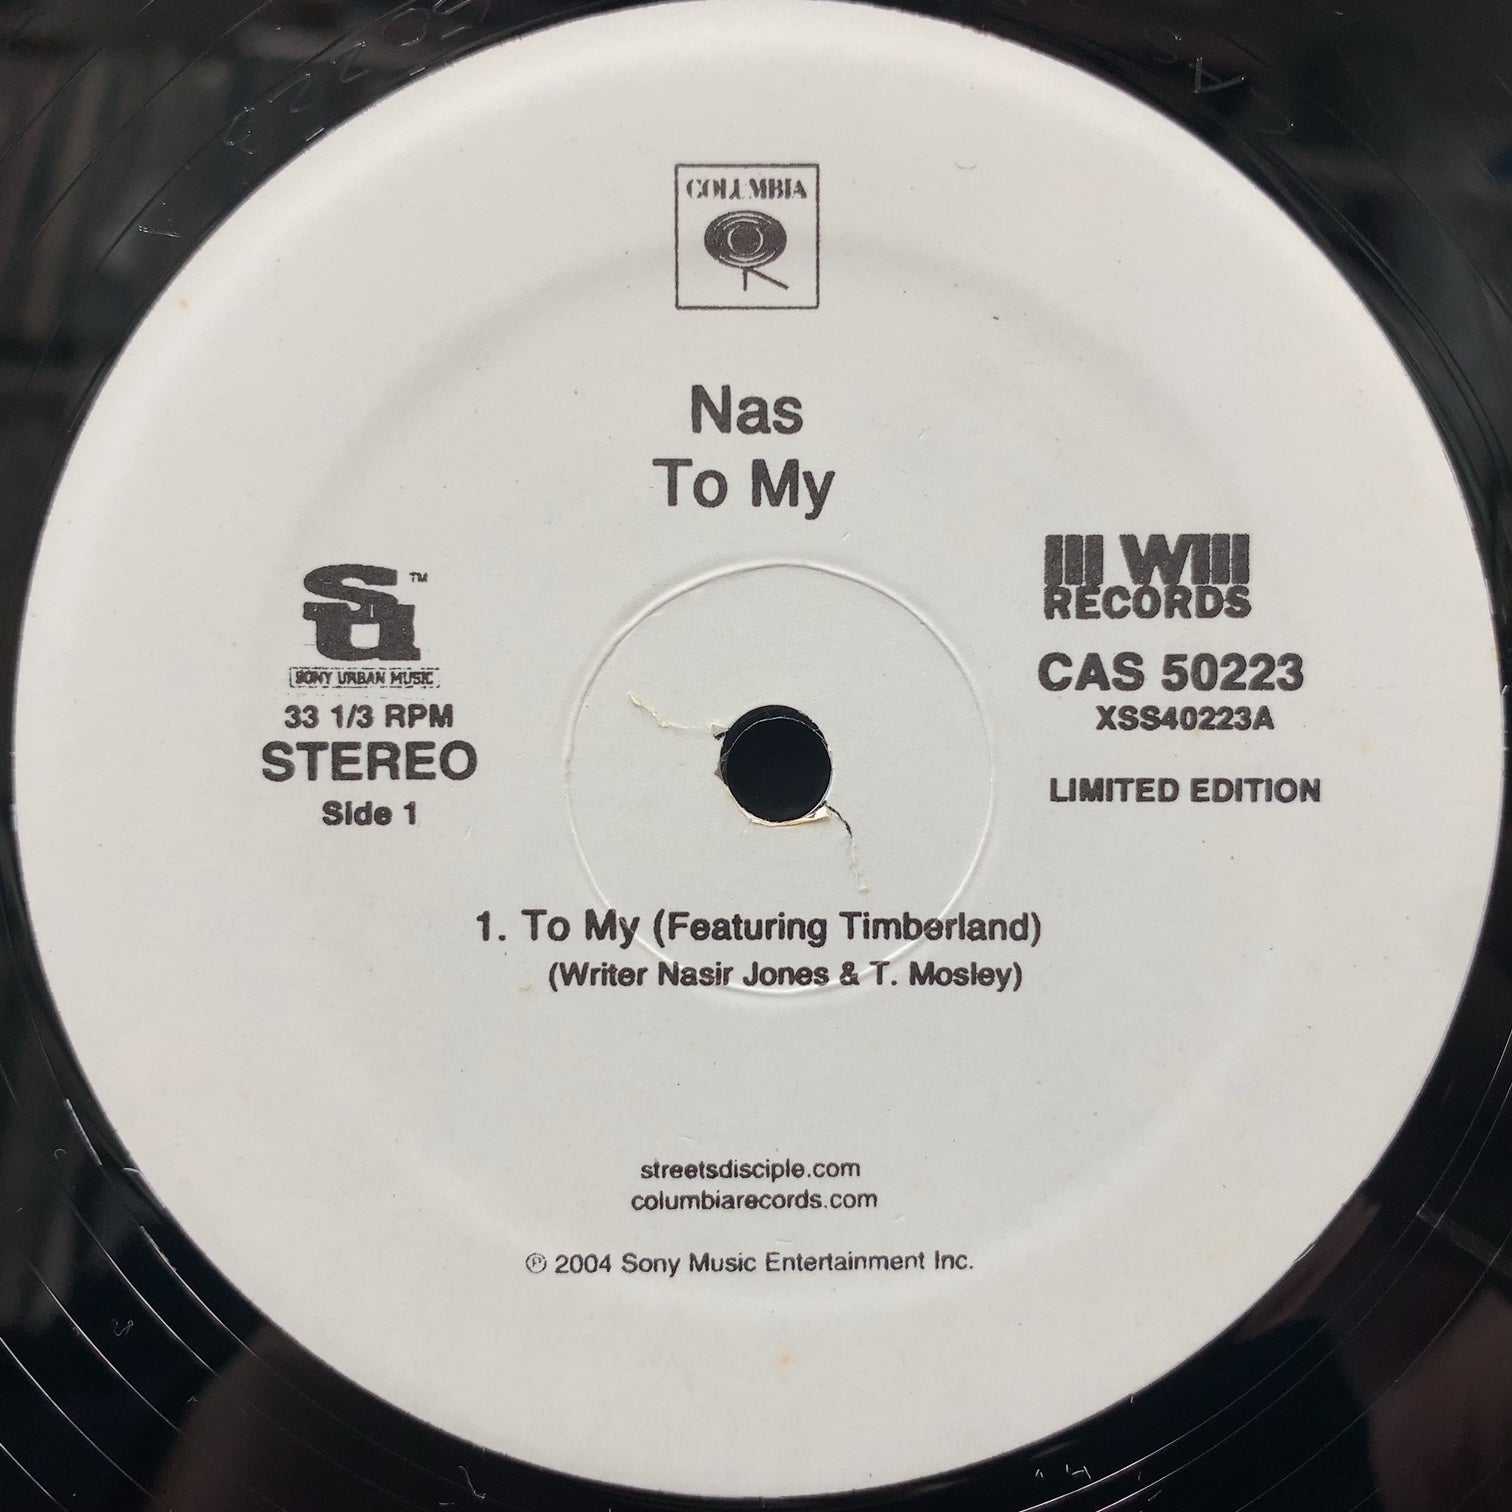 COLUMBIA
Nas
To My
Su™
SONY URBAN MUSIC
33 1/3 RPM
STEREO
Side 1
Ill Will
RECORDS
CAS 50223
XSS40223A
LIMITED EDITION
1. To My (Featuring Timberland)
(Writer Nasir Jones & T. Mosley)
streetsdisciple.com
columbiarecords.com
℗ 2004 Sony Music Entertainment Inc.